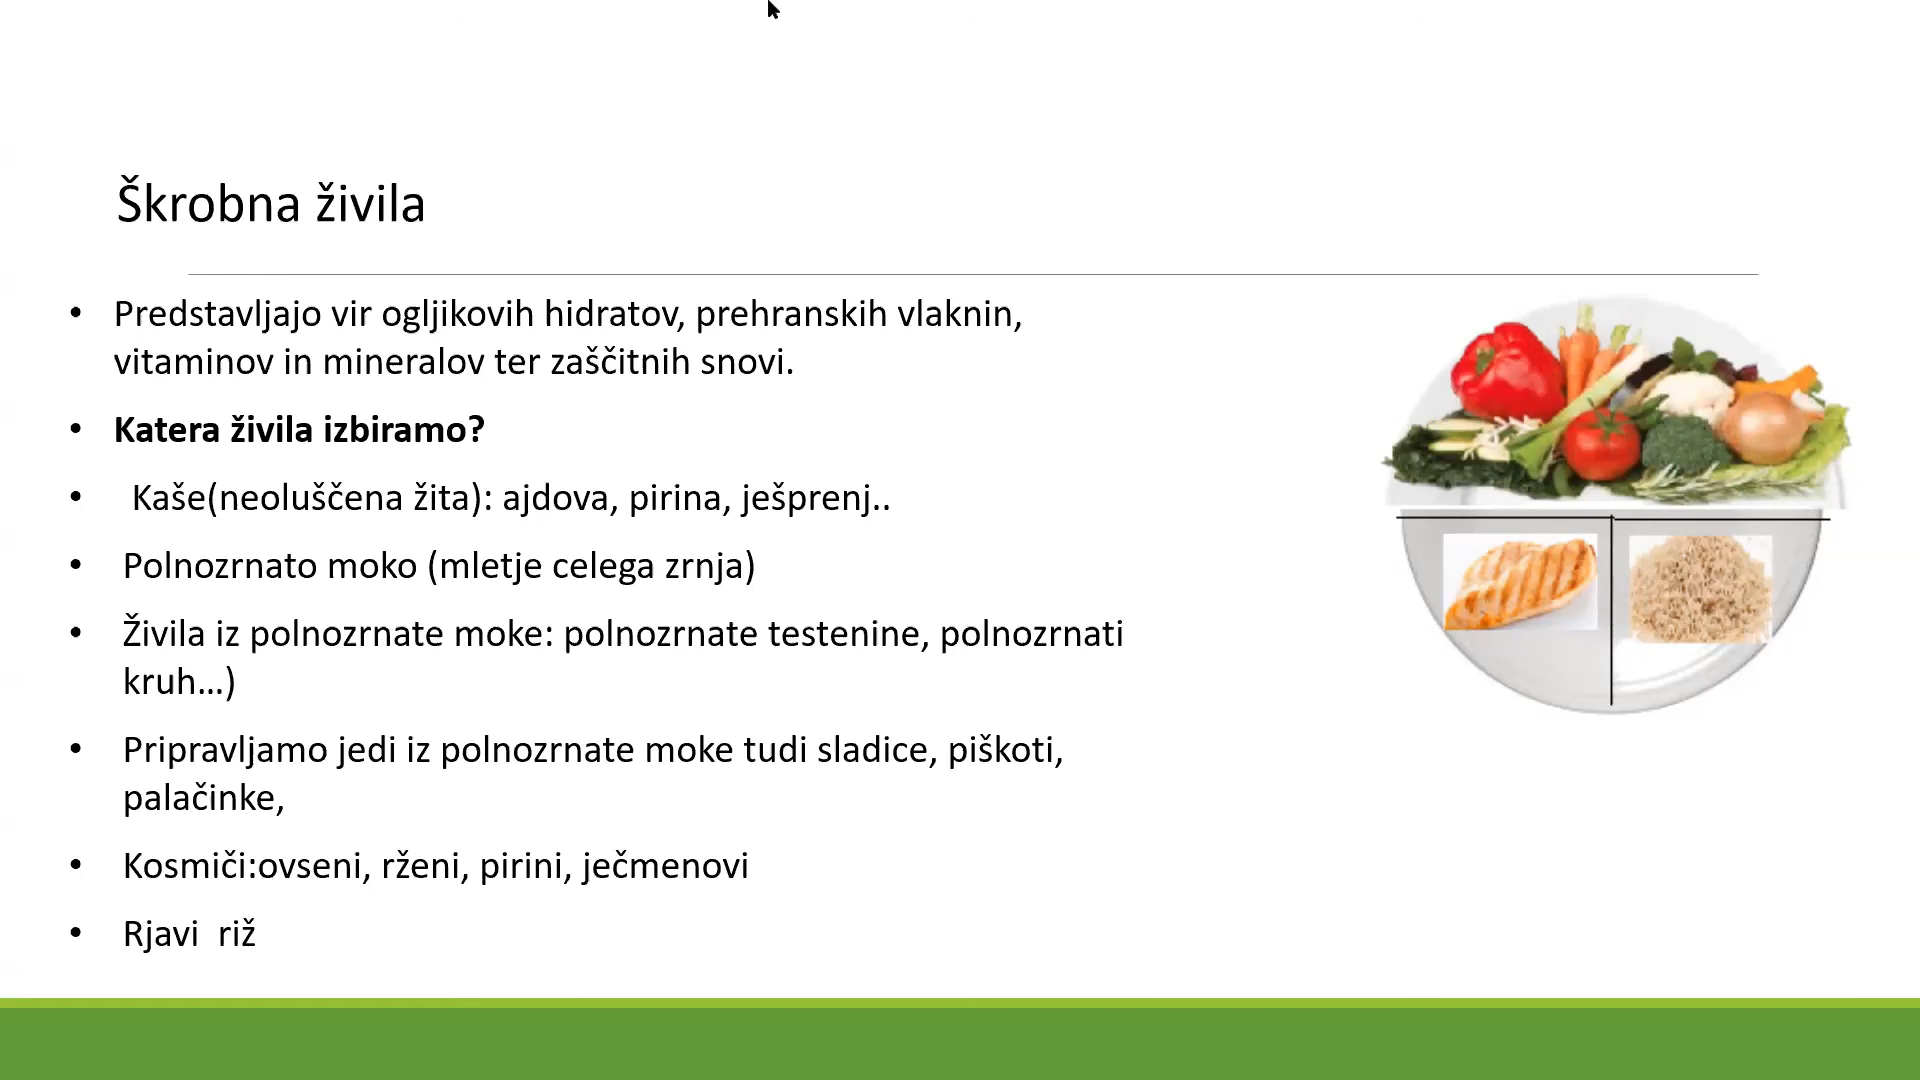 Škrobna živila
• Predstavljajo vir ogljikovih hidratov, prehranskih vlaknin,
vitaminov in mineralov ter zaščitnih snovi.
• Katera živila izbiramo?
• Kaše(neoluščena žita): ajdova, pirina, ješprenj..
• Polnozrnato moko (mletje celega zrnja)
• Živila iz polnozrnate moke: polnozrnate testenine, polnozrnati
kruh...)
• Pripravljamo jedi iz polnozrnate moke tudi sladice, piškoti,
palačinke,
• Kosmiči:ovseni, rženi, pirini, ječmenovi
• Rjavi  riž